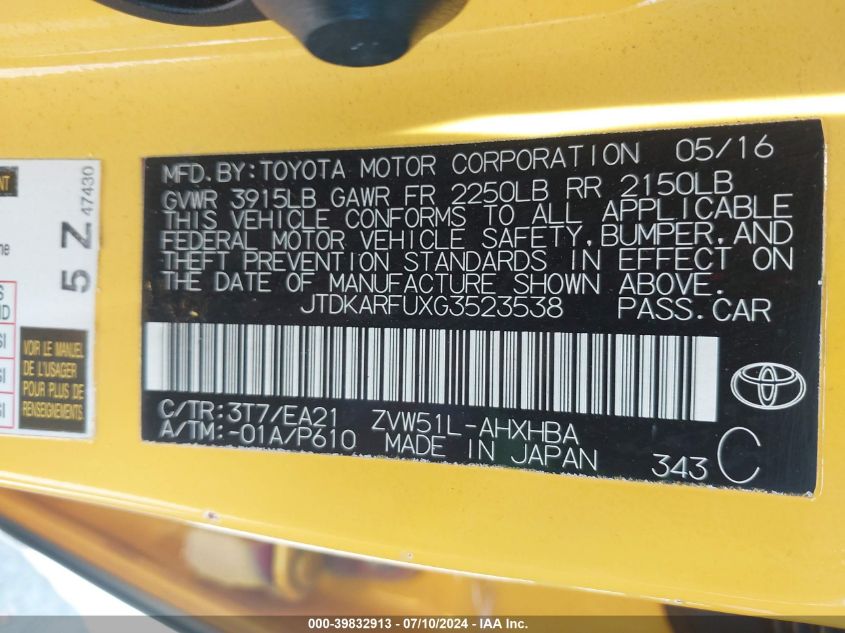 MFD. BY: TOYOTA MOTOR CORPORATION 05/16
GVWR 3915LB GAWR FR 2250LB RR 2150LB
THIS VEHICLE CONFORMS TO ALL APPLICABLE
FEDERAL MOTOR VEHICLE SAFETY, BUMPER, AND
THEFT PREVENTION STANDARDS IN EFFECT ON
THE DATE OF MANUFACTURE SHOWN ABOVE.
JTDKARFUXG3523538 PASS. CAR
C/TR: 3T7/EA21 ZVW51L-AHXHBA
A/TM: -01A/P610 MADE IN JAPAN 343 C
5 Z 47430
VOIR LE MANUEL
DE L'USAGER
POUR PLUS DE
RENSEIGNEMENTS
000-39832913 - 07/10/2024 - IAA Inc.